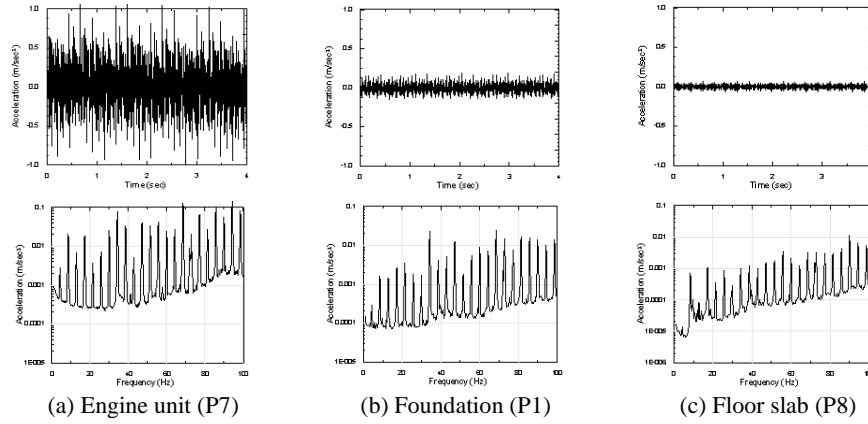 1.0
0.5
0.0
-0.5
-1.0
Acceleration (m/sec²)
0 1 2 3 4
Time (sec)
1.0
0.5
0.0
-0.5
-1.0
Acceleration (m/sec²)
0 1 2 3 4
Time (sec)
1.0
0.5
0.0
-0.5
-1.0
Acceleration (m/sec²)
0 1 2 3
Time (sec)
0.1
0.01
0.001
0.0001
1E-005
Acceleration (m/sec²)
0 20 40 60 80 100
Frequency (Hz)
0.1
0.01
0.001
0.0001
1E-005
Acceleration (m/sec²)
0 20 40 60 80 100
Frequency (Hz)
0.1
0.01
0.001
0.0001
1E-005
1E-006
Acceleration (m/sec²)
0 20 40 60 80
Frequency (Hz)
(a) Engine unit (P7)
(b) Foundation (P1)
(c) Floor slab (P8)